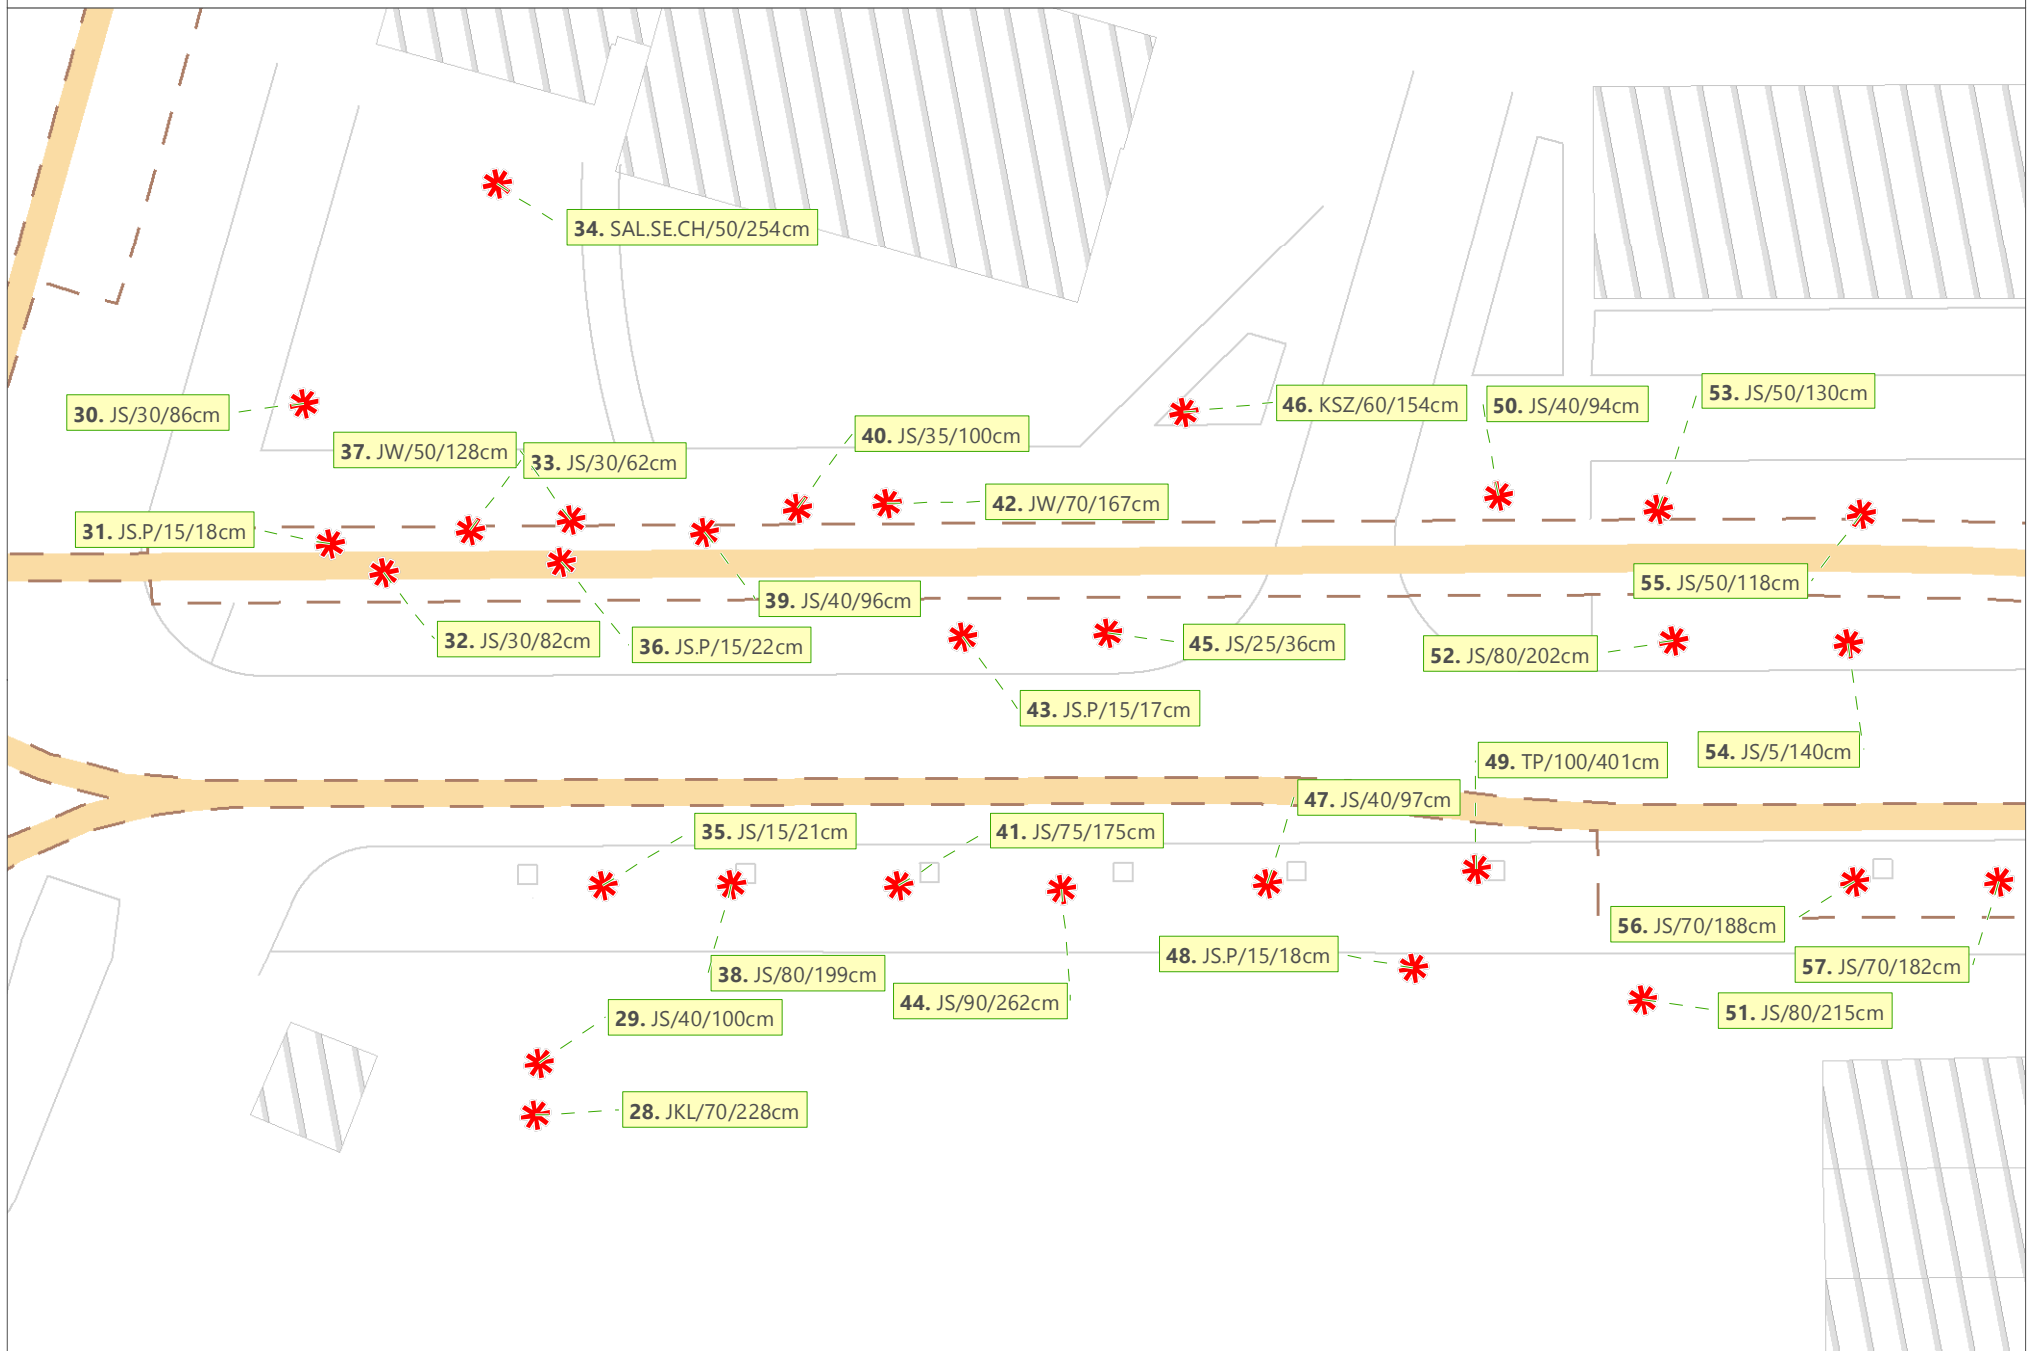 34. SAL.SE.CH/50/254cm
53. JS/50/130cm
46. KSZ/60/154cm
50. JS/40/94cm
30. JS/30/86cm
40. JS/35/100cm
37. JW/50/128cm
33. JS/30/62cm
42. JW/70/167cm
31. JS.P/15/18cm
55. JS/50/118cm
39. JS/40/96cm
32. JS/30/82cm
36. JS.P/15/22cm
45. JS/25/36cm
52. JS/80/202cm
43. JS.P/15/17cm
54. JS/5/140cm
49. TP/100/401cm
47. JS/40/97cm
35. JS/15/21cm
41. JS/75/175cm
56. JS/70/188cm
48. JS.P/15/18cm
57. JS/70/182cm
38. JS/80/199cm
44. JS/90/262cm
51. JS/80/215cm
29. JS/40/100cm
28. JKL/70/228cm